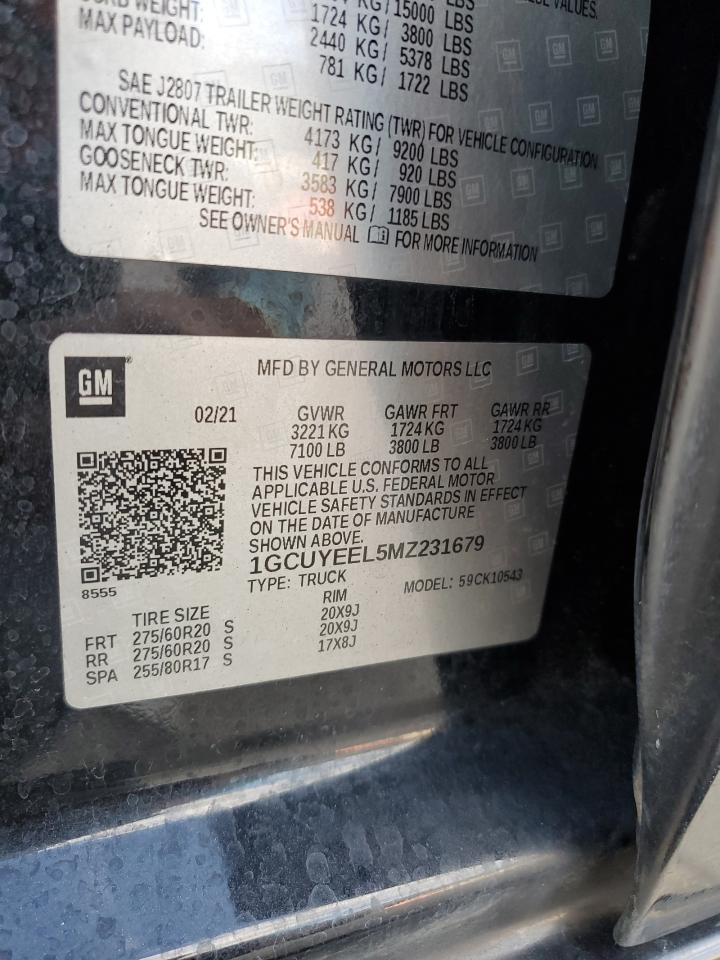 KG/15000 LBS
VALUES.
WEIGHT: 1724 KG/ 3800 LBS
MAX PAYLOAD: 2440 KG/ 5378 LBS
781 KG/ 1722 LBS
SAE J2807 TRAILER WEIGHT RATING (TWR) FOR VEHICLE CONFIGURATION
CONVENTIONAL TWR: 4173 KG/ 9200 LBS
MAX TONGUE WEIGHT: 417 KG/ 920 LBS
GOOSENECK TWR: 3583 KG/ 7900 LBS
MAX TONGUE WEIGHT: 538 KG/ 1185 LBS
SEE OWNER'S MANUAL FOR MORE INFORMATION
GM
MFD BY GENERAL MOTORS LLC
02/21 GVWR GAWR FRT GAWR RR
3221 KG 1724 KG 1724 KG
7100 LB 3800 LB 3800 LB
THIS VEHICLE CONFORMS TO ALL
APPLICABLE U.S. FEDERAL MOTOR
VEHICLE SAFETY STANDARDS IN EFFECT
ON THE DATE OF MANUFACTURE
SHOWN ABOVE.
1GCUYEEL5MZ231679
8555
TYPE: TRUCK MODEL: 59CK10543
TIRE SIZE RIM
FRT 275/60R20 S 20X9J
RR 275/60R20 S 20X9J
SPA 255/80R17 S 17X8J